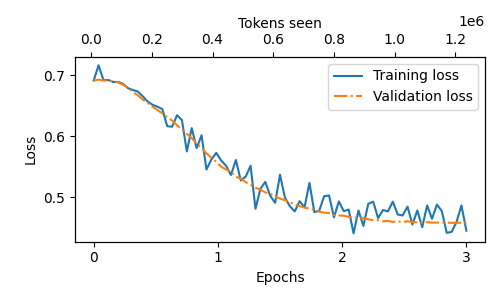 Tokens seen
0.0 0.2 0.4 0.6 0.8 1.0 1.2
1e6
0.7
0.6
0.5
Loss
Training loss
Validation loss
0 1 2 3
Epochs